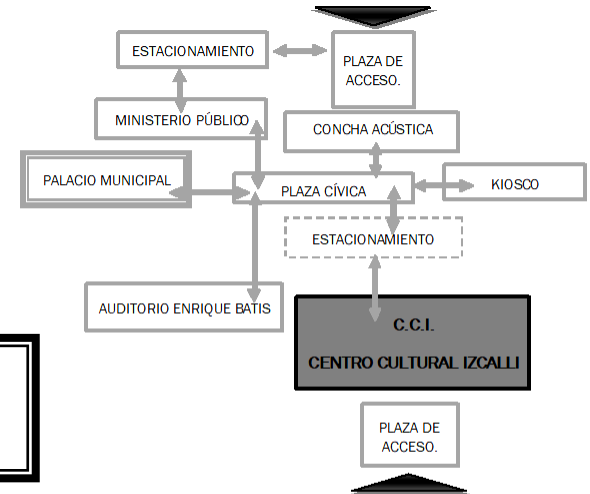 ESTACIONAMIENTO
PLAZA DE
ACCESO.
MINISTERIO PÚBLICO
CONCHA ACÚSTICA
PALACIO MUNICIPAL
PLAZA CÍVICA
KIOSCO
ESTACIONAMIENTO
AUDITORIO ENRIQUE BATIS
C.C.I.
CENTRO CULTURAL IZCALLI
PLAZA DE
ACCESO.